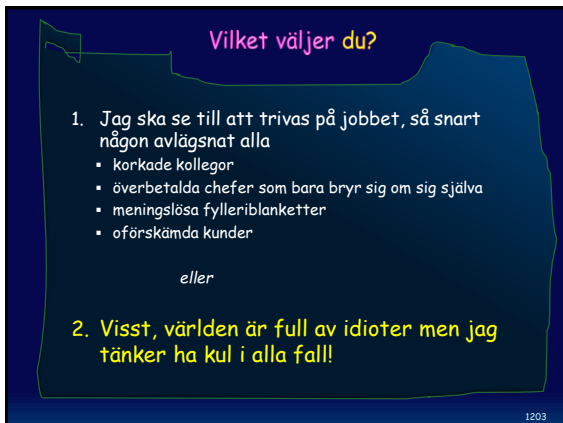 Vilket väljer du?
1. Jag ska se till att trivas på jobbet, så snart
någon avlägsnat alla
▪ korkade kollegor
▪ överbetalda chefer som bara bryr sig om sig själva
▪ meningslösa fylleriblanketter
▪ oförskämda kunder
eller
2. Visst, världen är full av idioter men jag
tänker ha kul i alla fall!
1203